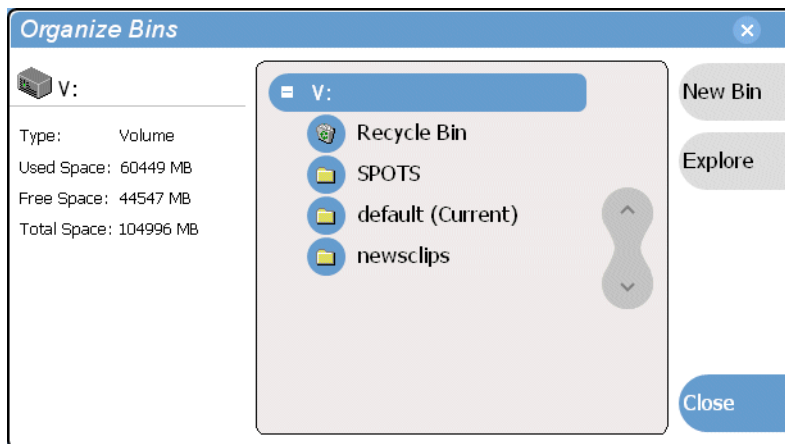 Organize Bins
V:
Type: Volume
Used Space: 60449 MB
Free Space: 44547 MB
Total Space: 104996 MB
V:
Recycle Bin
SPOTS
default (Current)
newsclips
New Bin
Explore
Close